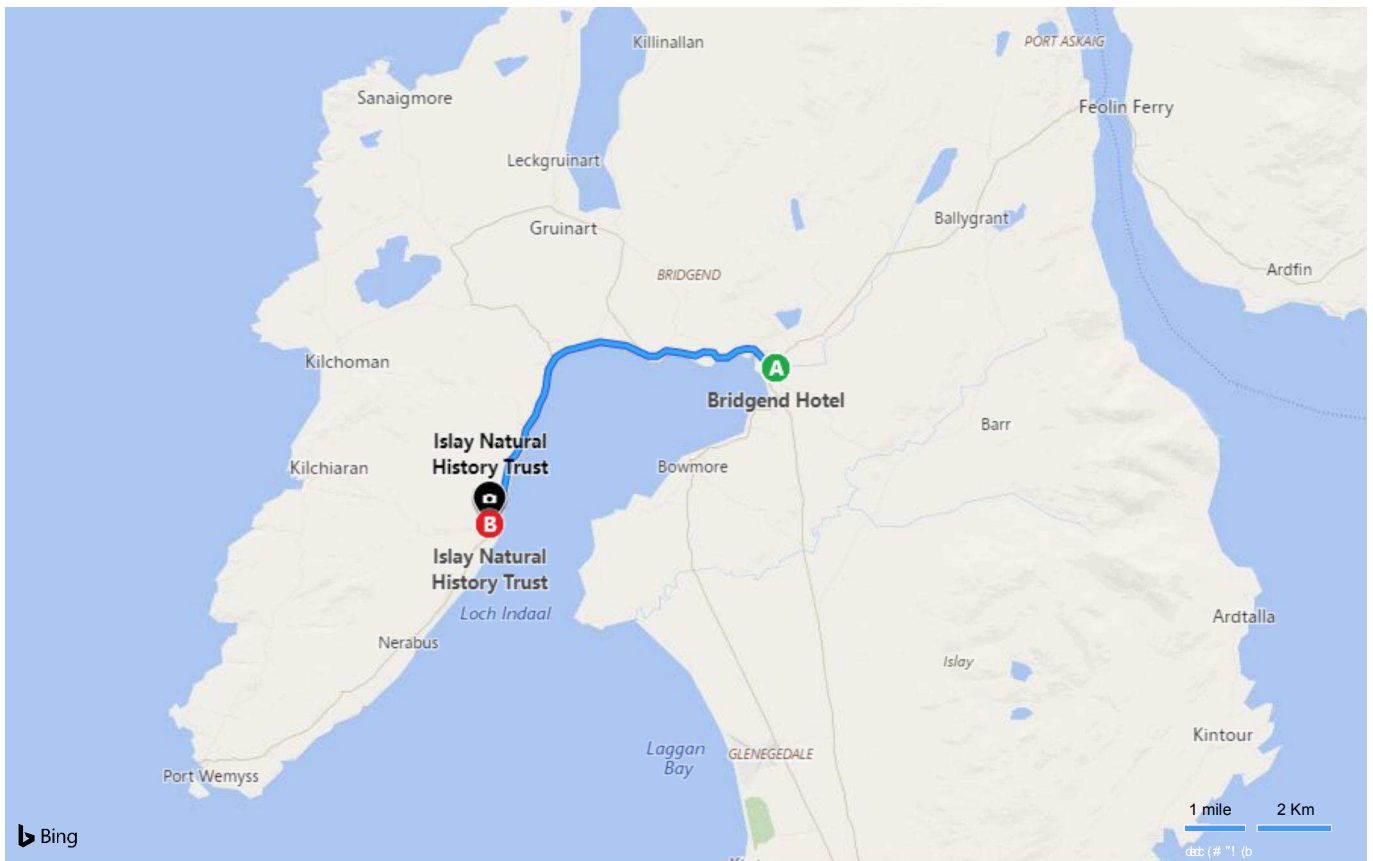 Killinallan
PORT ASKAIG
Sanaigmore
Feolin Ferry
Leckgruinart
Ballygrant
Gruinart
BRIDGEND
Ardfin
Kilchoman
A
Bridgend Hotel
Barr
Islay Natural
History Trust
Kilchiaran
Bowmore
B
Islay Natural
History Trust
Loch Indaal
Ardtalla
Nerabus
Islay
Kintour
Laggan
Bay
GLENEGEDALE
Port Wemyss
1 mile
2 Km
Bing